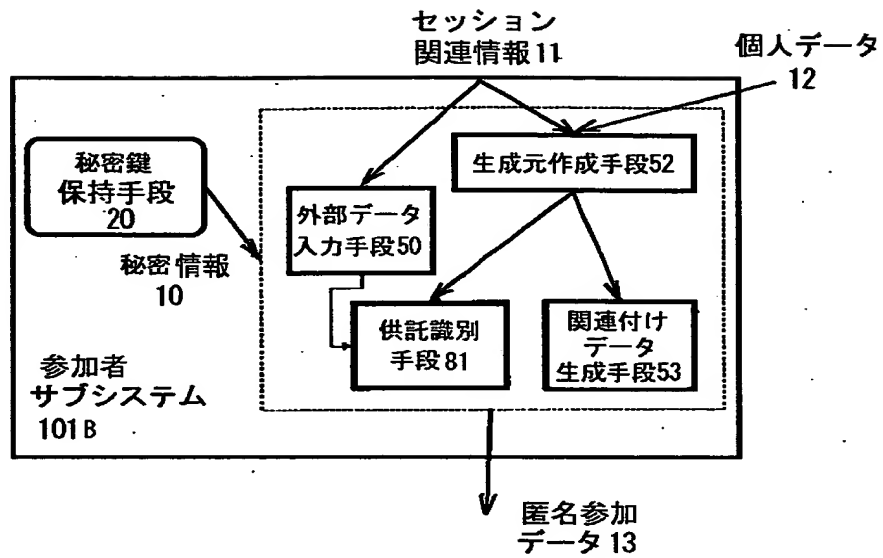 セッション
関連情報11
個人データ
12
秘密鍵
保持手段
20
生成元作成手段52
外部データ
入力手段50
秘密情報
10
供託識別
手段81
関連付け
データ
生成手段53
参加者
サブシステム
101B
匿名参加
データ13